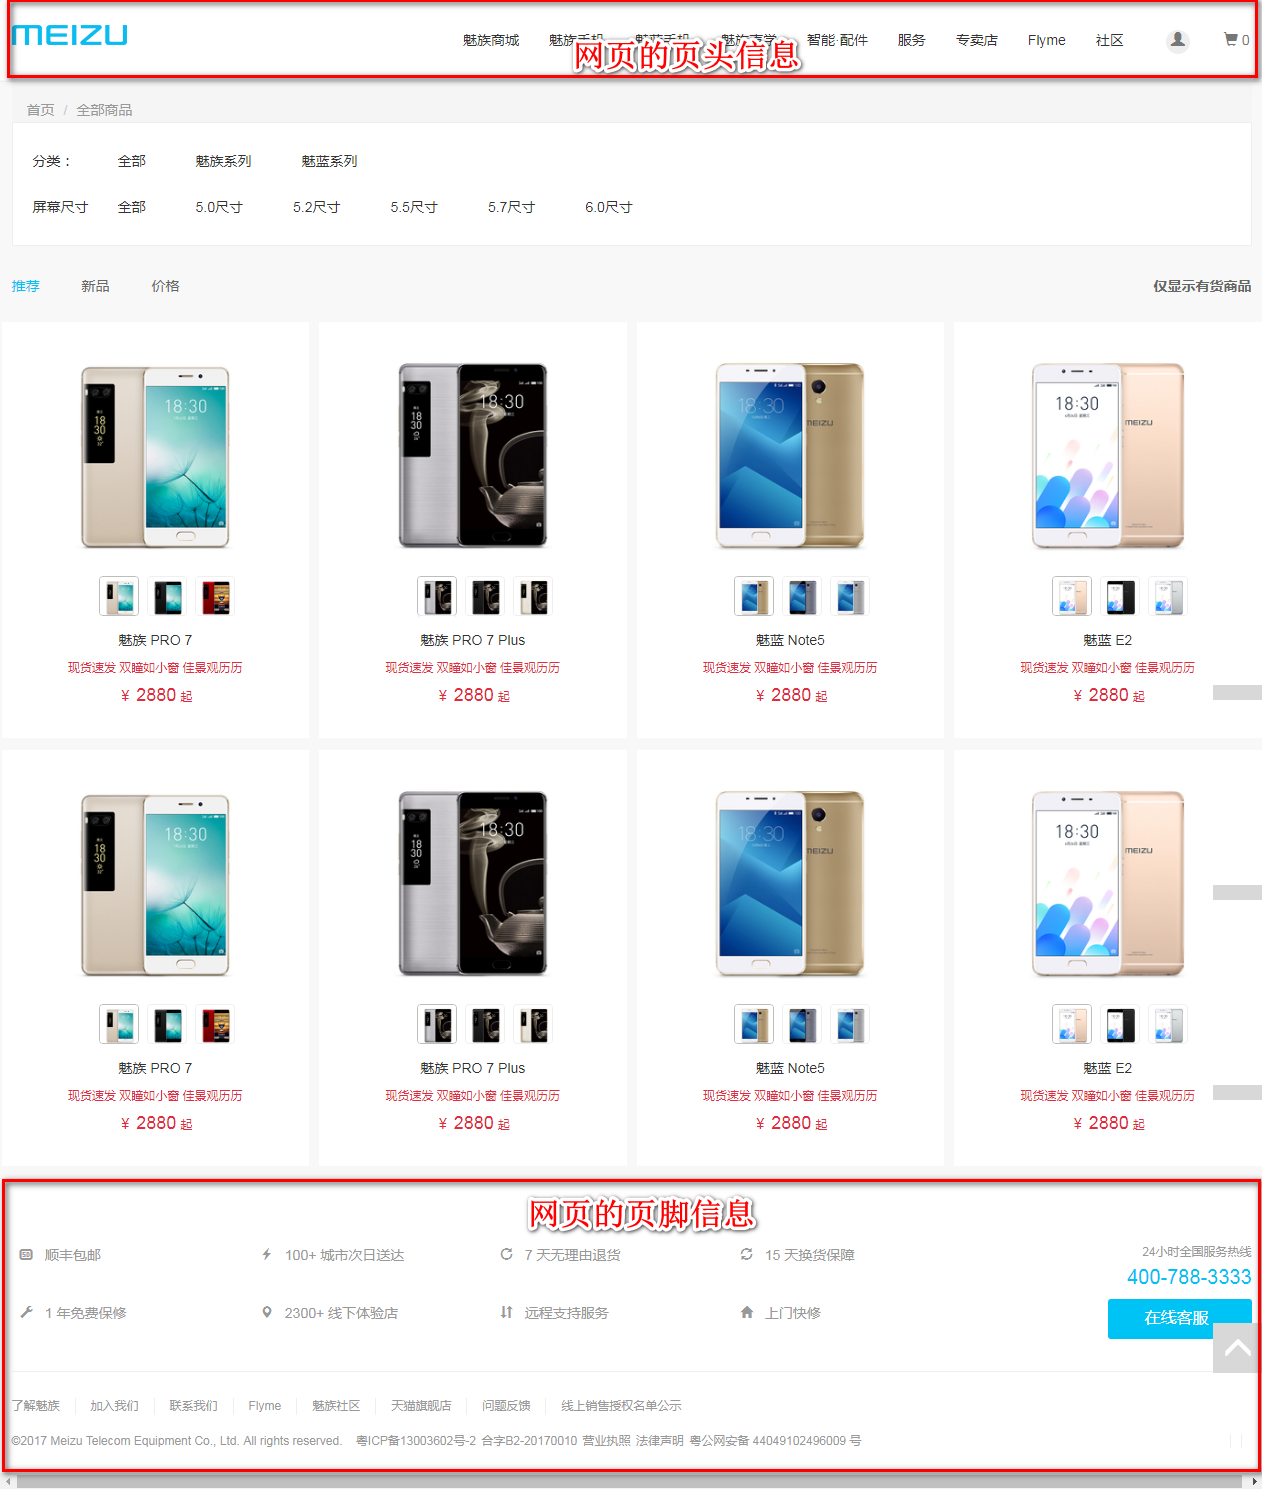 MEIZU 魅族商城 魅族手机 魅蓝手机 魅族声学 智能·配件 服务 专卖店 Flyme 社区 0
网页的页头信息
首页 / 全部商品
分类： 全部 魅族系列 魅蓝系列
屏幕尺寸 全部 5.0尺寸 5.2尺寸 5.5尺寸 5.7尺寸 6.0尺寸
推荐 新品 价格 仅显示有货商品
18:30 18:30 18:30 18:30
18 30 18 30 MEIZU MEIZU
魅族 PRO 7 魅族 PRO 7 Plus 魅蓝 Note5 魅蓝 E2
现货速发 双瞳如小窗 佳景观历历 现货速发 双瞳如小窗 佳景观历历 现货速发 双瞳如小窗 佳景观历历 现货速发 双瞳如小窗 佳景观历历
¥ 2880 起 ¥ 2880 起 ¥ 2880 起 ¥ 2880 起
18:30 18:30 18:30 18:30
18 30 18 30 MEIZU MEIZU
魅族 PRO 7 魅族 PRO 7 Plus 魅蓝 Note5 魅蓝 E2
现货速发 双瞳如小窗 佳景观历历 现货速发 双瞳如小窗 佳景观历历 现货速发 双瞳如小窗 佳景观历历 现货速发 双瞳如小窗 佳景观历历
¥ 2880 起 ¥ 2880 起 ¥ 2880 起 ¥ 2880 起
网页的页脚信息
顺丰包邮 100+ 城市次日送达 7 天无理由退货 15 天换货保障 24小时全国服务热线
400-788-3333
1 年免费保修 2300+ 线下体验店 远程支持服务 上门快修 在线客服
了解魅族 加入我们 联系我们 Flyme 魅族社区 天猫旗舰店 问题反馈 线上销售授权名单公示
©2017 Meizu Telecom Equipment Co., Ltd. All rights reserved. 粤ICP备13003602号-2 合字B2-20170010 营业执照 法律声明 粤公网安备 44049102496009 号